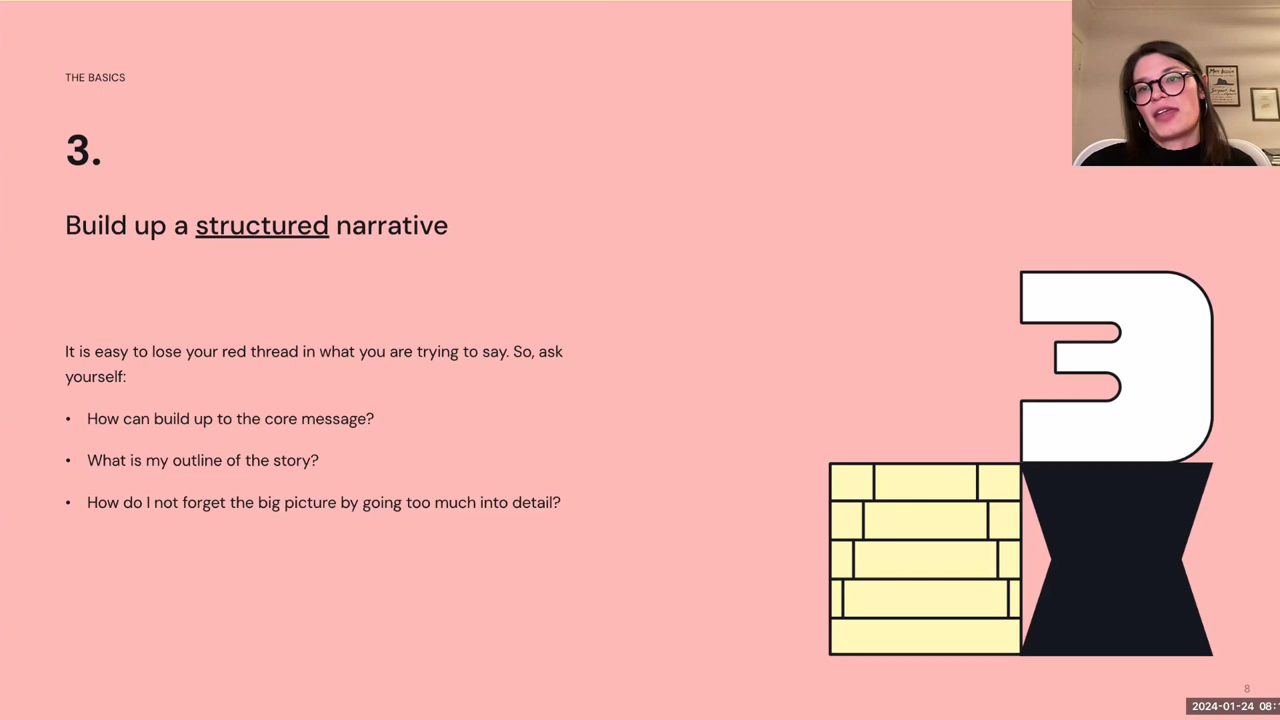 THE BASICS
3.
Build up a structured narrative
It is easy to lose your red thread in what you are trying to say. So, ask
yourself:
• How can build up to the core message?
• What is my outline of the story?
• How do I not forget the big picture by going too much into detail?
3
8
2024-01-24 08: